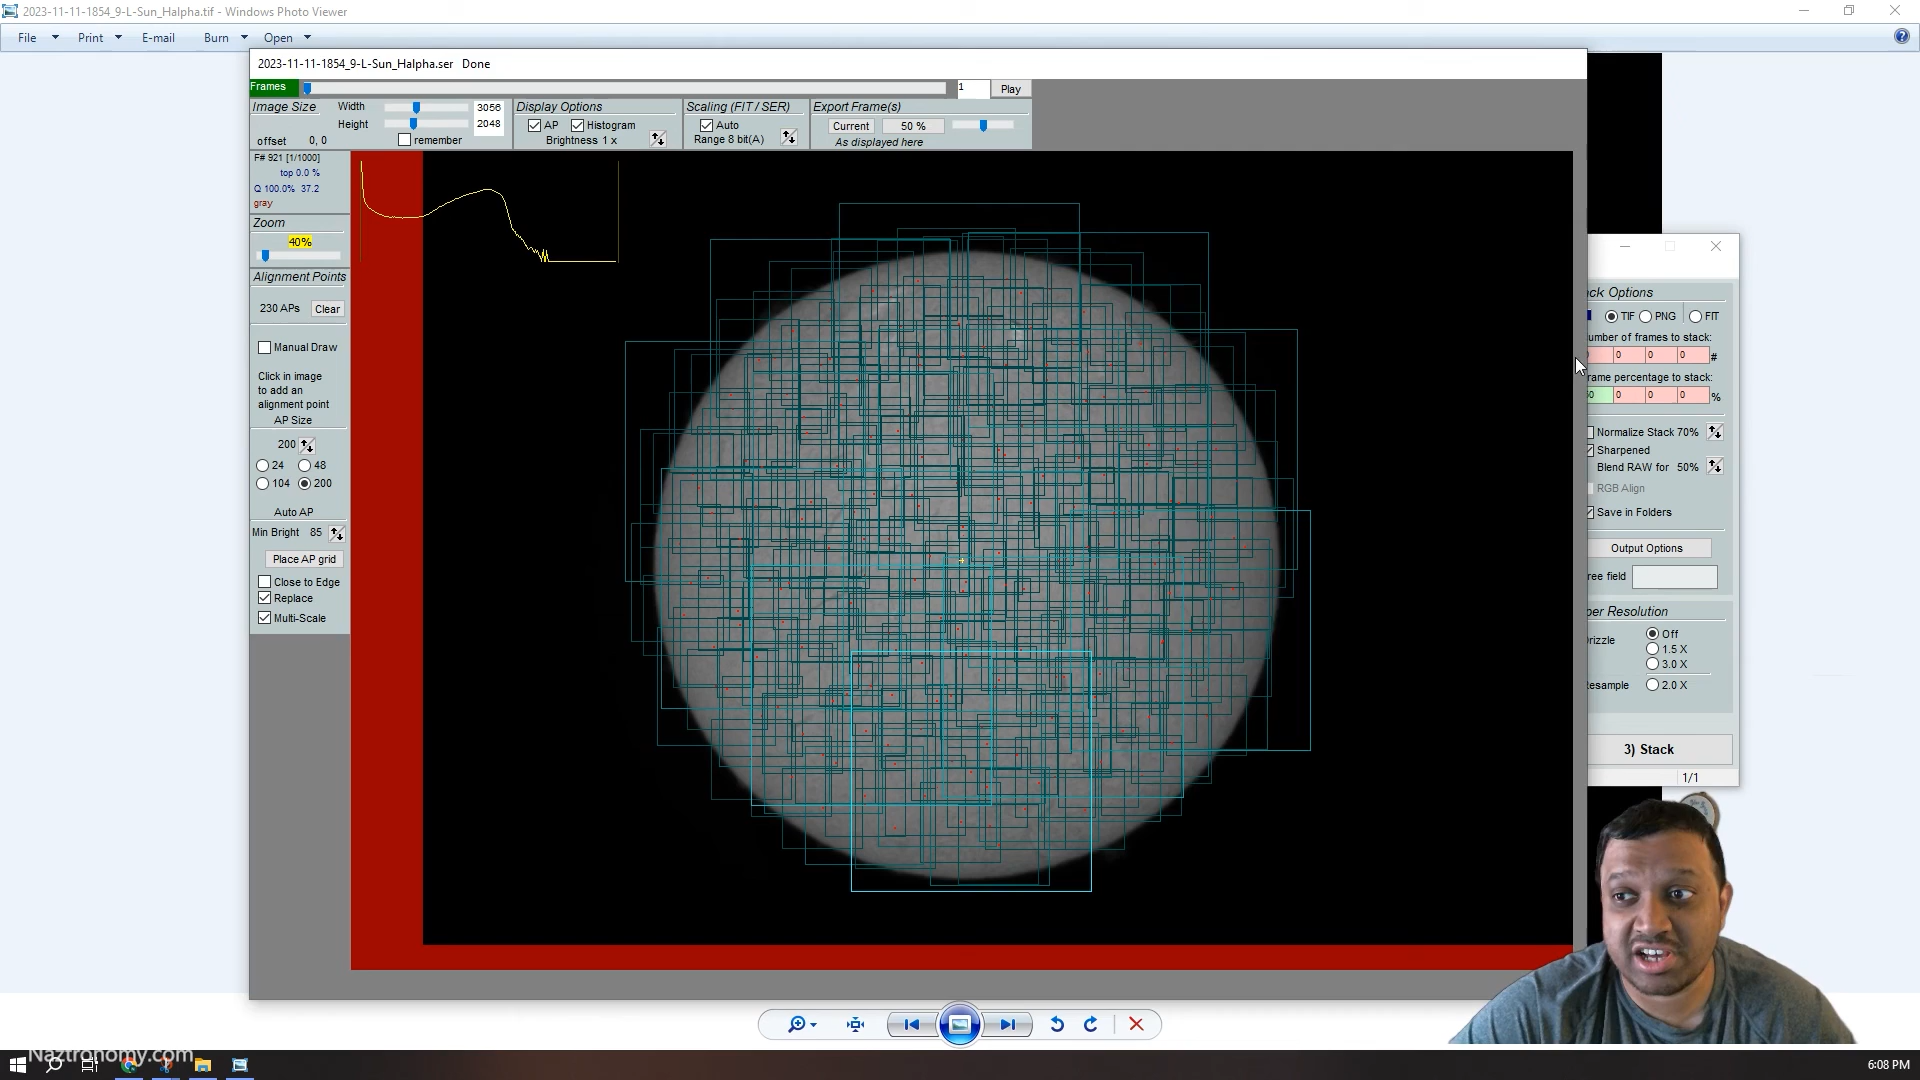 2023-11-11-1854_9-L-Sun_Halpha.tif - Windows Photo Viewer
File Print E-mail Burn Open
2023-11-11-1854_9-L-Sun_Halpha.ser Done
Frames 1 Play
Image Size Width 3056
Height 2048
offset 0, 0 remember
Display Options
AP Histogram
Brightness 1 x
Scaling (FIT / SER)
Auto
Range 8 bit(A)
Export Frame(s)
Current 50 %
As displayed here
F# 921 [1/1000]
top 0.0 %
Q 100.0% 37.2
gray
Zoom
40%
Alignment Points
230 APs Clear
Manual Draw
Click in image
to add an
alignment point
AP Size
200
24 48
104 200
Auto AP
Min Bright 85
Place AP grid
Close to Edge
Replace
Multi-Scale
ck Options
TIF PNG FIT
umber of frames to stack:
0 0 0 #
rame percentage to stack:
0 0 0 %
Normalize Stack 70%
Sharpened
Blend RAW for 50%
RGB Align
Save in Folders
Output Options
ree field
per Resolution
rizzle Off
1.5 X
3.0 X
esample 2.0 X
3) Stack
1/1
Naztronomy.com
6:08 PM